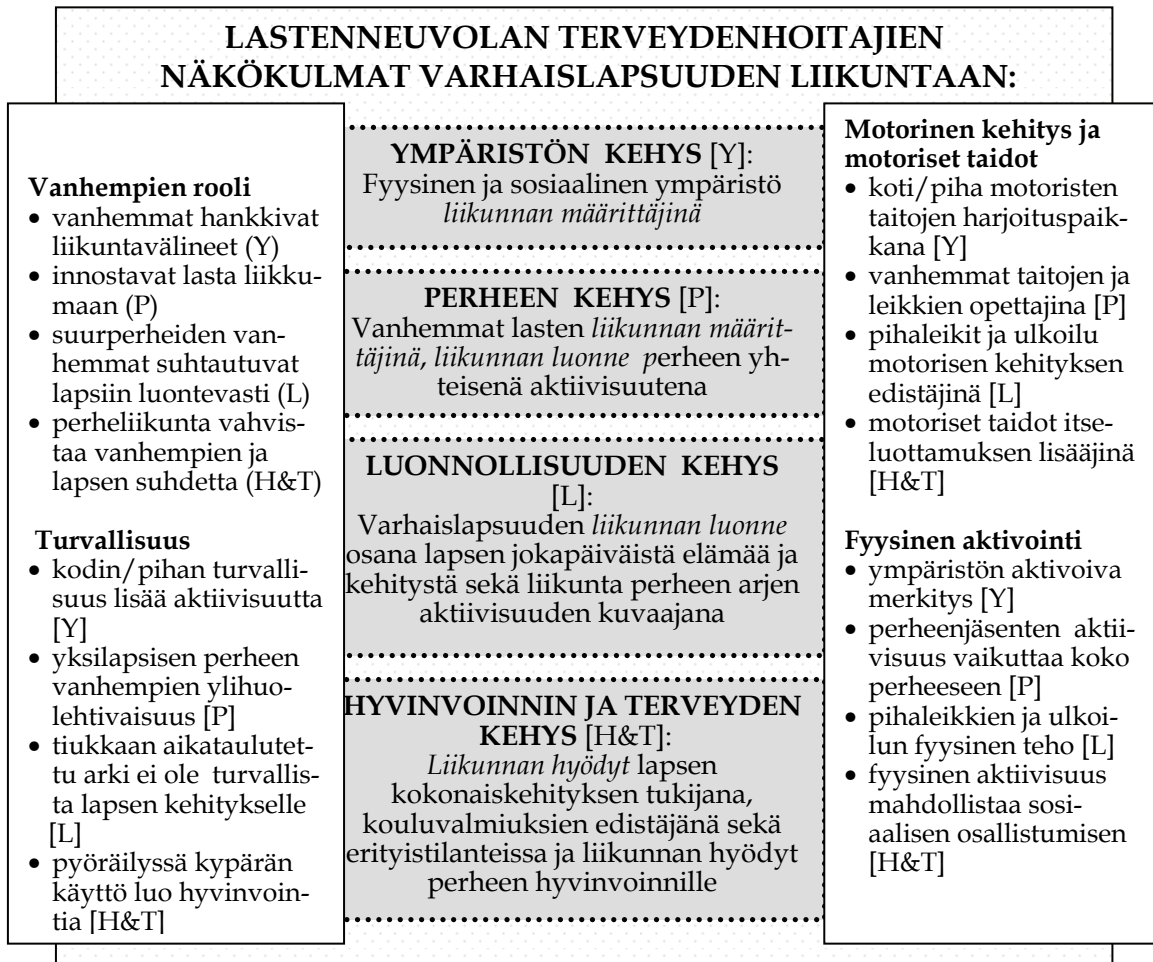 LASTENNEUVOLAN TERVEYDENHOITAJIEN
NÄKÖKULMAT VARHAISLAPSUUDEN LIIKUNTAAN:
Vanhempien rooli
• vanhemmat hankkivat
liikuntavälineet (Y)
• innostavat lasta liikku-
maan (P)
• suurperheiden van-
hemmat suhtautuvat
lapsiin luontevasti (L)
• perheliikunta vahvis-
taa vanhempien ja
lapsen suhdetta (H&T)
Turvallisuus
• kodin/pihan turvalli-
suus lisää aktiivisuutta
[Y]
• yksilapsisen perheen
vanhempien ylihuo-
lehtivaisuus [P]
• tiukkaan aikataulutet-
tu arki ei ole turvallis-
ta lapsen kehitykselle
[L]
• pyöräilyssä kypärän
käyttö luo hyvinvoin-
tia [H&T]
YMPÄRISTÖN KEHYS [Y]:
Fyysinen ja sosiaalinen ympäristö
liikunnan määrittäjinä
PERHEEN KEHYS [P]:
Vanhemmat lasten liikunnan määrit-
täjinä, liikunnan luonne perheen yh-
teisenä aktiivisuutena
LUONNOLLISUUDEN KEHYS
[L]:
Varhaislapsuuden liikunnan luonne
osana lapsen jokapäiväistä elämää ja
kehitystä sekä liikunta perheen arjen
aktiivisuuden kuvaajana
HYVINVOINNIN JA TERVEYDEN
KEHYS [H&T]:
Liikunnan hyödyt lapsen
kokonaiskehityksen tukijana,
kouluvalmiuksien edistäjänä sekä
erityistilanteissa ja liikunnan hyödyt
perheen hyvinvoinnille
Motorinen kehitys ja
motoriset taidot
• koti/piha motoristen
taitojen harjoituspaik-
kana [Y]
• vanhemmat taitojen ja
leikkien opettajina [P]
• pihaleikit ja ulkoilu
motorisen kehityksen
edistäjinä [L]
• motoriset taidot itse-
luottamuksen lisääjinä
[H&T]
Fyysinen aktivointi
• ympäristön aktivoiva
merkitys [Y]
• perheenjäsenten aktii-
visuus vaikuttaa koko
perheeseen [P]
• pihaleikkien ja ulkoi-
lun fyysinen teho [L]
• fyysinen aktiivisuus
mahdollistaa sosi-
aalisen osallistumisen
[H&T]